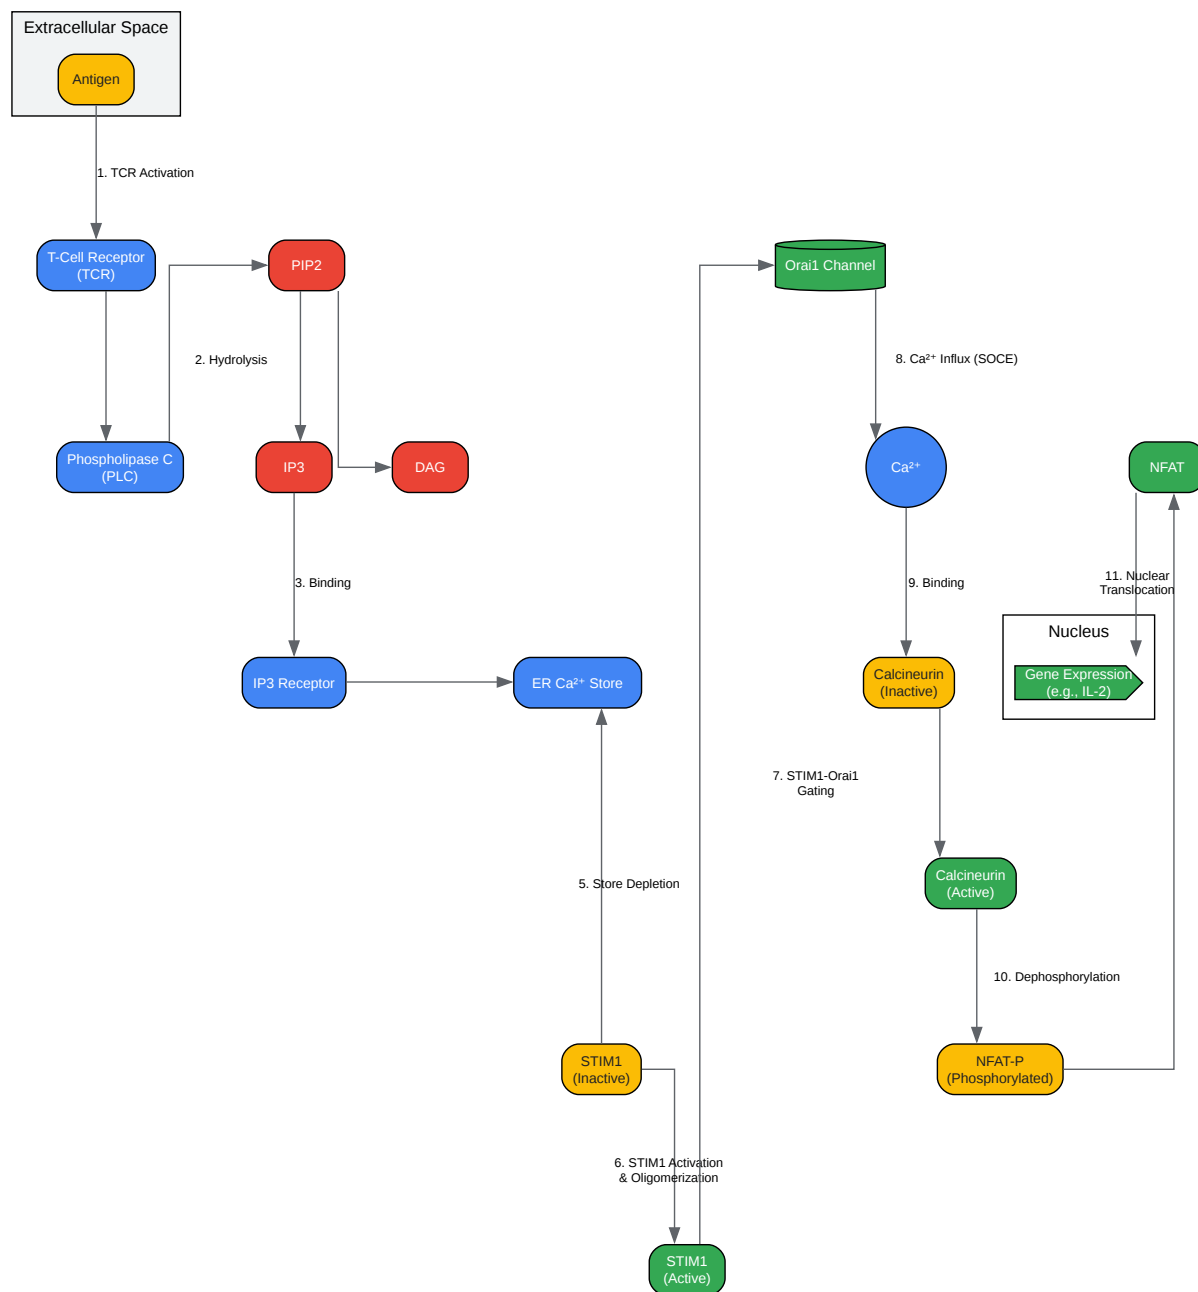 Extracellular Space
Antigen
1. TCR Activation
T-Cell Receptor
(TCR)
PIP2
Orai1 Channel
2. Hydrolysis
8. Ca²⁺ Influx (SOCE)
Phospholipase C
(PLC)
IP3
DAG
Ca²⁺
NFAT
3. Binding
9. Binding
11. Nuclear
Translocation
Nucleus
IP3 Receptor
ER Ca²⁺ Store
Calcineurin
(Inactive)
Gene Expression
(e.g., IL-2)
7. STIM1-Orai1
Gating
5. Store Depletion
Calcineurin
(Active)
10. Dephosphorylation
STIM1
(Inactive)
NFAT-P
(Phosphorylated)
6. STIM1 Activation
& Oligomerization
STIM1
(Active)